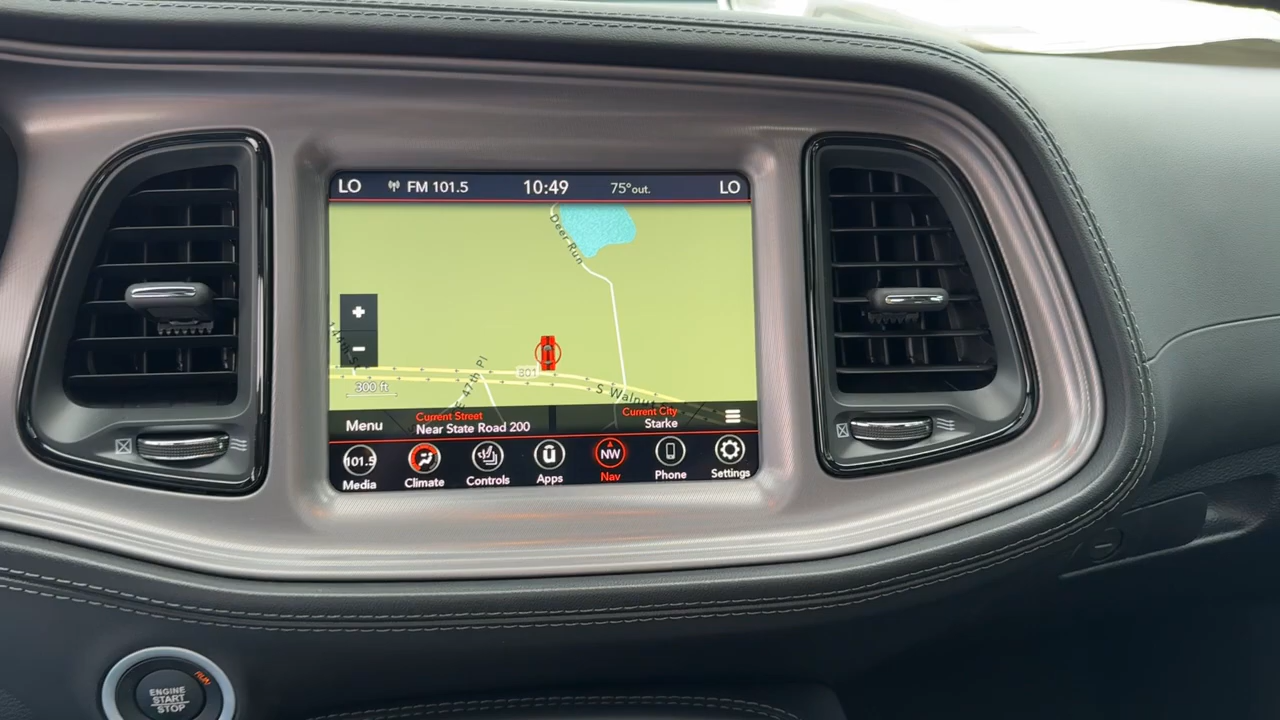 LO
FM 101.5
10:49
75°out.
LO
Deer Run
+
−
300 ft
301
47th Pl
S Walnut
Menu
Current Street
Near State Road 200
Current City
Starke
101.5
Media
Climate
Controls
Apps
NW
Nav
Phone
Settings
ENGINE
START
STOP
RUN